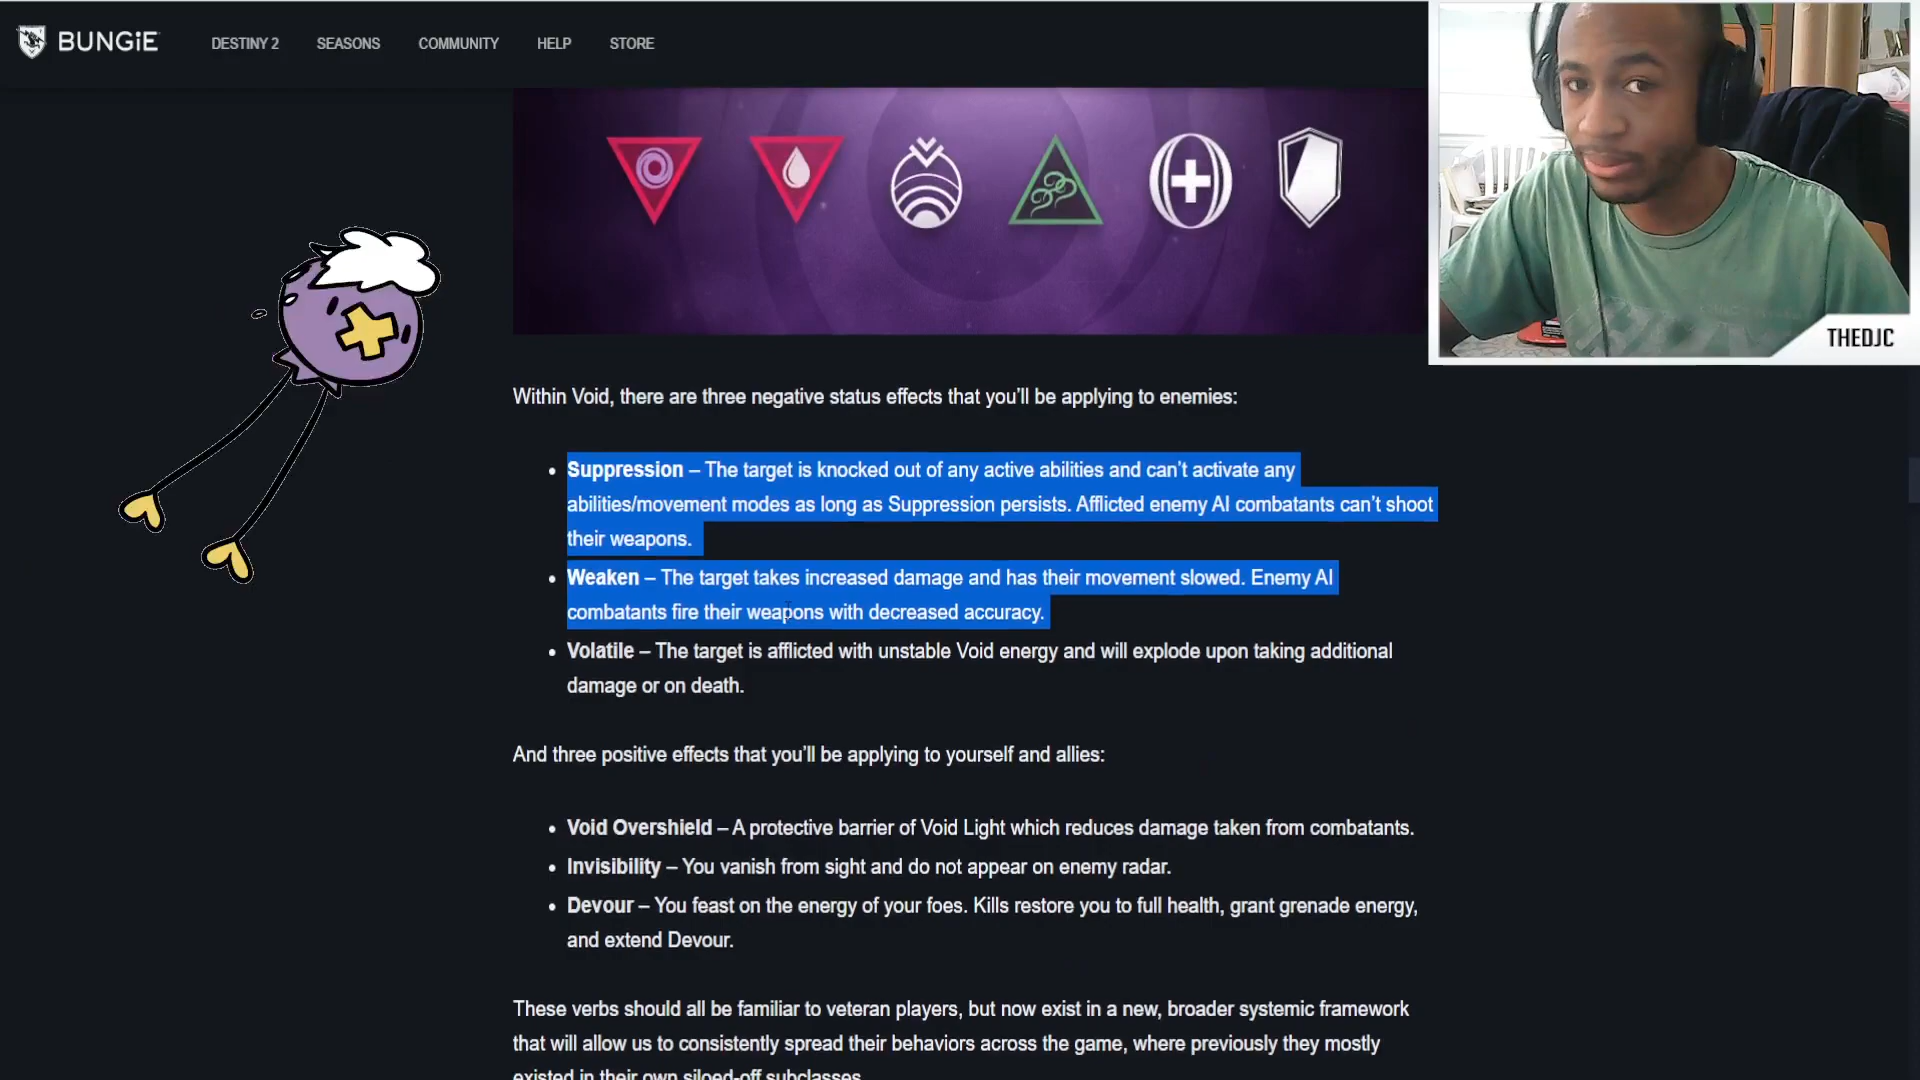 BUNGiE
DESTINY 2
SEASONS
COMMUNITY
HELP
STORE
THEDJC
Within Void, there are three negative status effects that you’ll be applying to enemies:
• Suppression – The target is knocked out of any active abilities and can’t activate any
abilities/movement modes as long as Suppression persists. Afflicted enemy AI combatants can’t shoot
their weapons.
• Weaken – The target takes increased damage and has their movement slowed. Enemy AI
combatants fire their weapons with decreased accuracy.
• Volatile – The target is afflicted with unstable Void energy and will explode upon taking additional
damage or on death.
And three positive effects that you’ll be applying to yourself and allies:
• Void Overshield – A protective barrier of Void Light which reduces damage taken from combatants.
• Invisibility – You vanish from sight and do not appear on enemy radar.
• Devour – You feast on the energy of your foes. Kills restore you to full health, grant grenade energy,
and extend Devour.
These verbs should all be familiar to veteran players, but now exist in a new, broader systemic framework
that will allow us to consistently spread their behaviors across the game, where previously they mostly
existed in their own siloed-off subclasses.